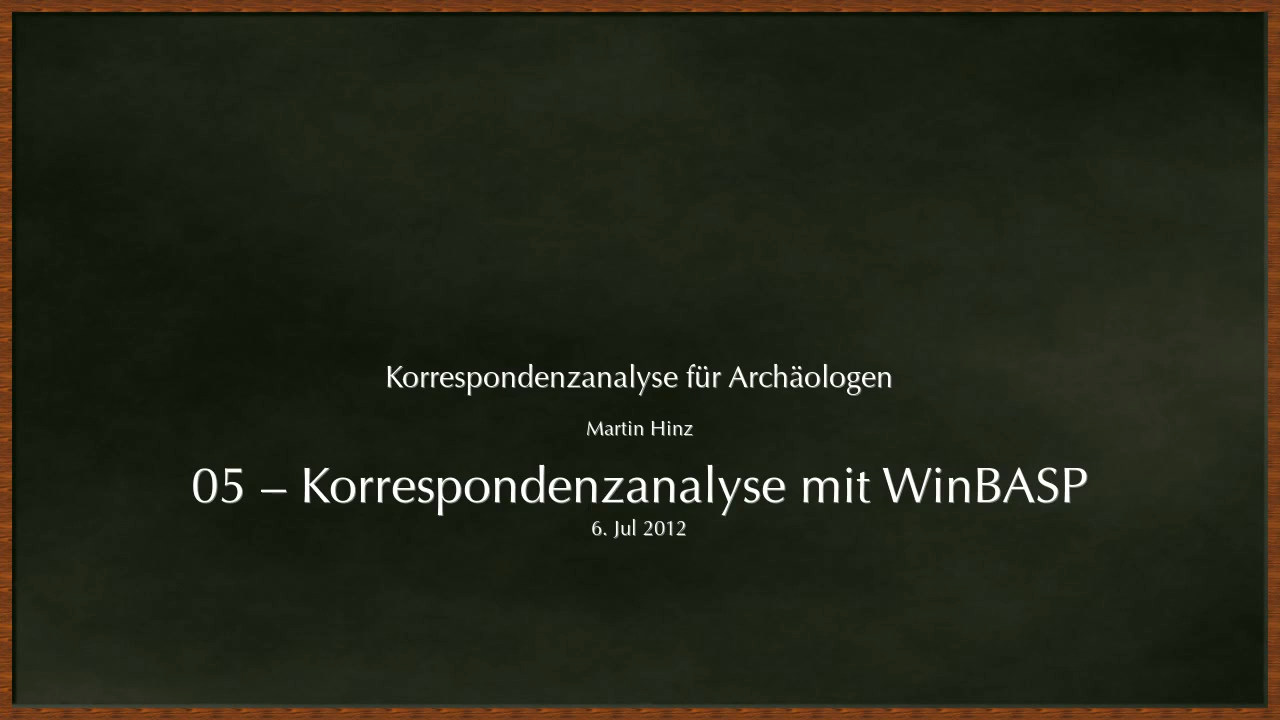 Korrespondenzanalyse für Archäologen
Martin Hinz
05 – Korrespondenzanalyse mit WinBASP
6. Jul 2012